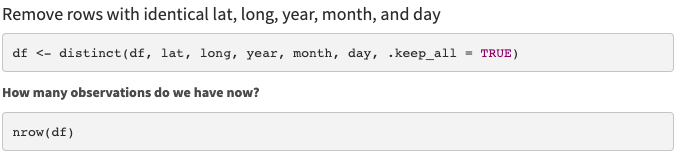 Remove rows with identical lat, long, year, month, and day
df <- distinct(df, lat, long, year, month, day, .keep_all = TRUE)
How many observations do we have now?
nrow(df)